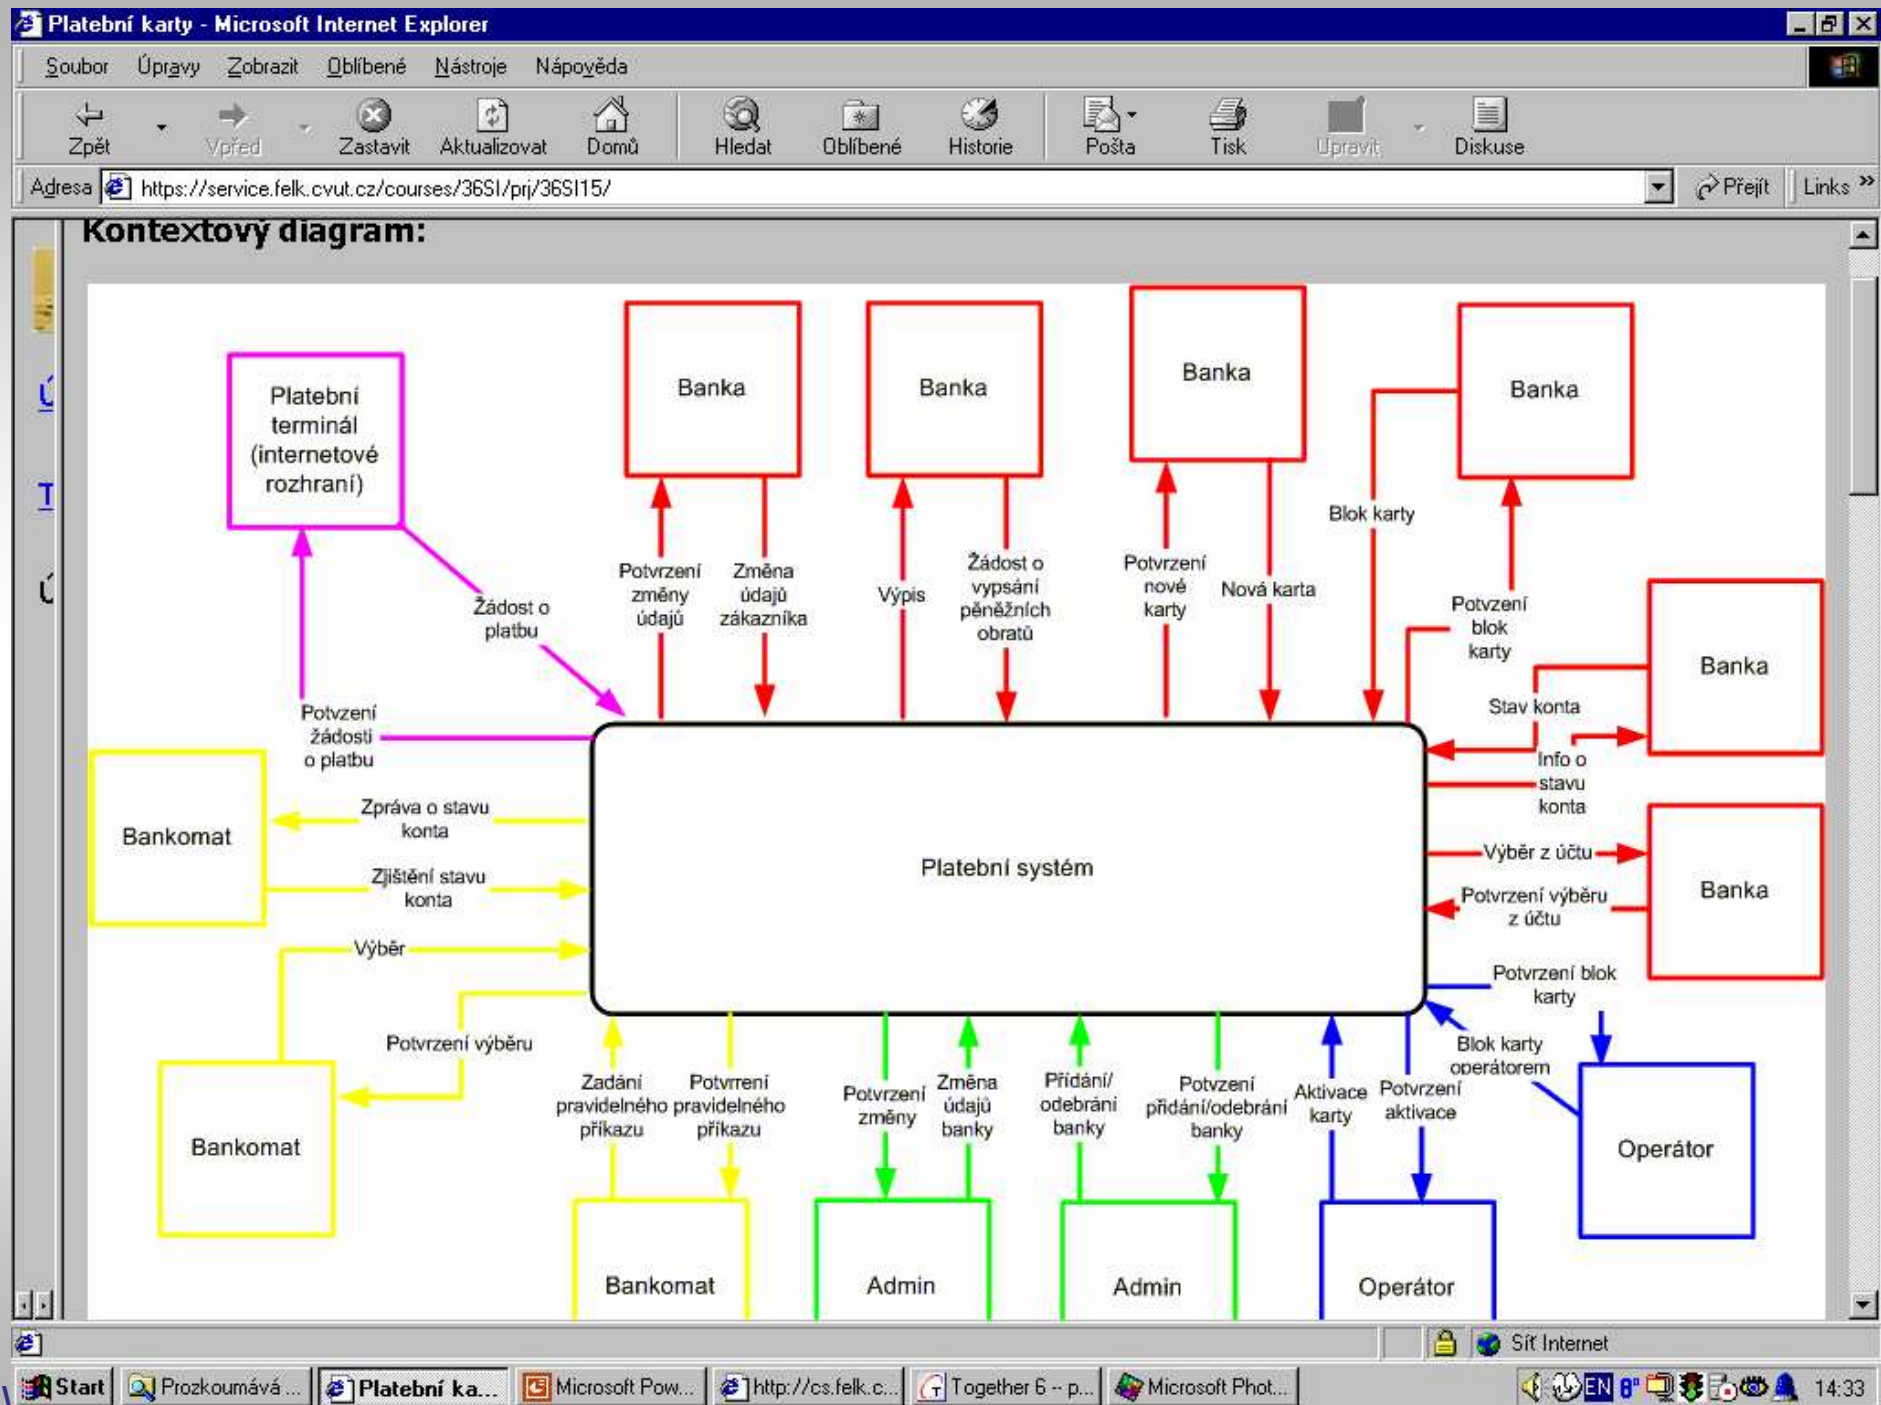 Platební karty - Microsoft Internet Explorer
Soubor Úpravy Zobrazit Oblíbené Nástroje Nápověda
Zpět Vpřed Zastavit Aktualizovat Domů Hledat Oblíbené Historie Pošta Tisk Upravit Diskuse
Adresa https://service.felk.cvut.cz/courses/36SI/prj/36SI15/ Přejít Links »
Kontextový diagram:
Ú
T
Ú
Platební
terminál
(internetové
rozhraní)
Banka
Banka
Banka
Banka
Žádost o
platbu
Potvrzení
změny
údajů
Změna
údajů
zákazníka
Výpis
Žádost o
vypsání
pěněžních
obratů
Potvrzení
nové
karty
Nová karta
Blok karty
Potvzení
blok
karty
Banka
Stav konta
Info o
stavu
konta
Potvzení
žádosti
o platbu
Bankomat
Zpráva o stavu
konta
Zjištění stavu
konta
Platební systém
Výběr z účtu
Potvrzení výběru
z účtu
Banka
Výběr
Potvrzení výběru
Bankomat
Potvrzení blok
karty
Blok karty
operátorem
Operátor
Zadání
pravidelného
příkazu
Potvrrení
pravidelného
příkazu
Potvrzení
změny
Změna
údajů
banky
Přídání/
odebrání
banky
Potvzení
přidání/odebrání
banky
Aktivace
karty
Potvrzení
aktivace
Bankomat
Admin
Admin
Operátor
Síť Internet
Start Prozkoumává ... Platební ka... Microsoft Pow... http://cs.felk.c... Together 6 -- p... Microsoft Phot... EN 8° 14:33